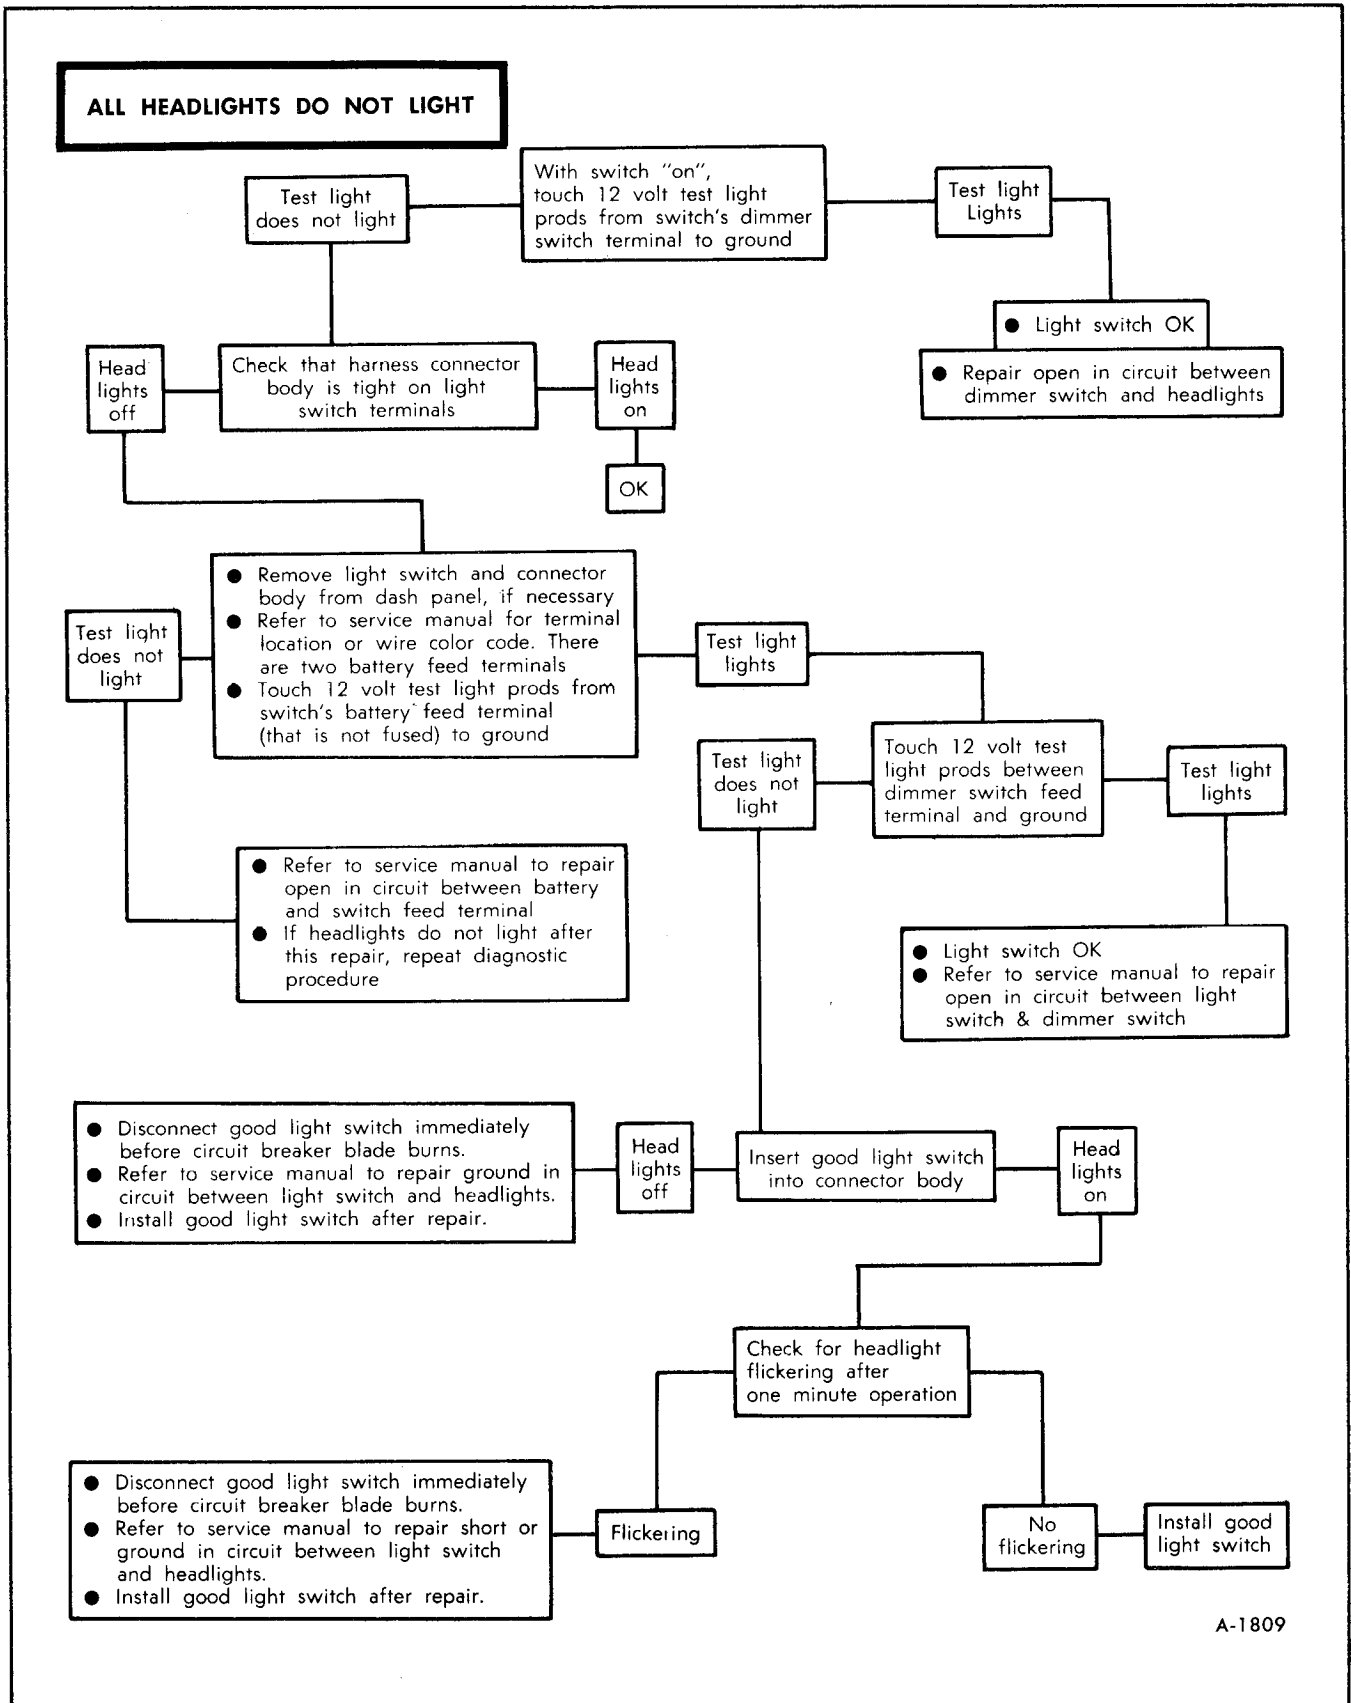 ALL HEADLIGHTS DO NOT LIGHT
With switch "on",
touch 12 volt test light
prods from switch's dimmer
switch terminal to ground
Test light
does not light
Test light
Lights
● Light switch OK
● Repair open in circuit between
dimmer switch and headlights
Head
lights
off
Check that harness connector
body is tight on light
switch terminals
Head
lights
on
OK
● Remove light switch and connector
body from dash panel, if necessary
● Refer to service manual for terminal
location or wire color code. There
are two battery feed terminals
● Touch 12 volt test light prods from
switch's battery feed terminal
(that is not fused) to ground
Test light
does not
light
Test light
lights
Test light
does not
light
Touch 12 volt test
light prods between
dimmer switch feed
terminal and ground
Test light
lights
● Refer to service manual to repair
open in circuit between battery
and switch feed terminal
● If headlights do not light after
this repair, repeat diagnostic
procedure
● Light switch OK
● Refer to service manual to repair
open in circuit between light
switch & dimmer switch
● Disconnect good light switch immediately
before circuit breaker blade burns.
● Refer to service manual to repair ground in
circuit between light switch and headlights.
● Install good light switch after repair.
Head
lights
off
Insert good light switch
into connector body
Head
lights
on
Check for headlight
flickering after
one minute operation
● Disconnect good light switch immediately
before circuit breaker blade burns.
● Refer to service manual to repair short or
ground in circuit between light switch
and headlights.
● Install good light switch after repair.
Flickering
No
flickering
Install good
light switch
A-1809